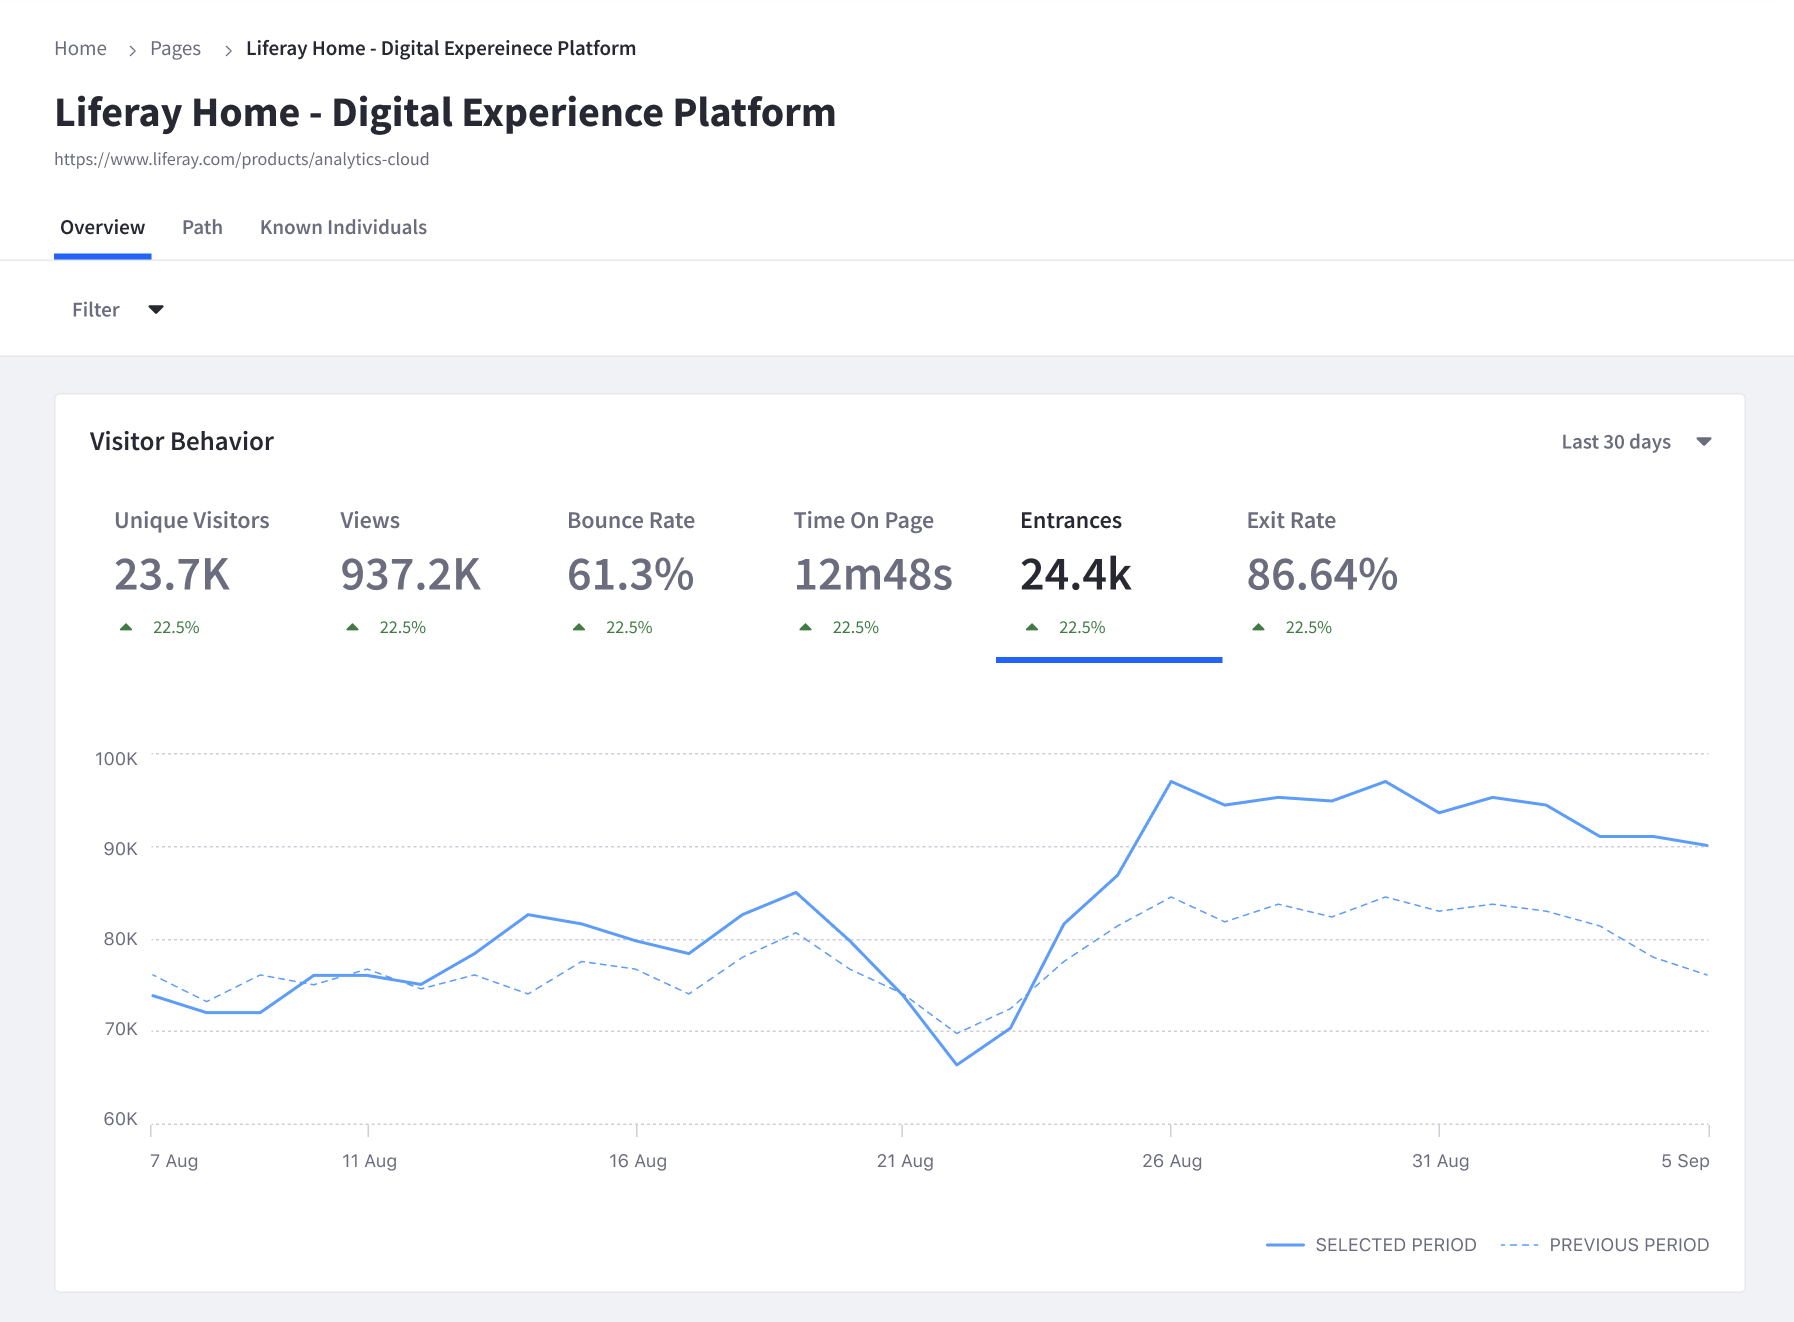 Home > Pages > Liferay Home - Digital Expereinece Platform
Liferay Home - Digital Experience Platform
https://www.liferay.com/products/analytics-cloud
Overview Path Known Individuals
Filter
Visitor Behavior Last 30 days
Unique Visitors Views Bounce Rate Time On Page Entrances Exit Rate
23.7K 937.2K 61.3% 12m48s 24.4k 86.64%
22.5% 22.5% 22.5% 22.5% 22.5% 22.5%
100K
90K
80K
70K
60K
7 Aug 11 Aug 16 Aug 21 Aug 26 Aug 31 Aug 5 Sep
SELECTED PERIOD PREVIOUS PERIOD